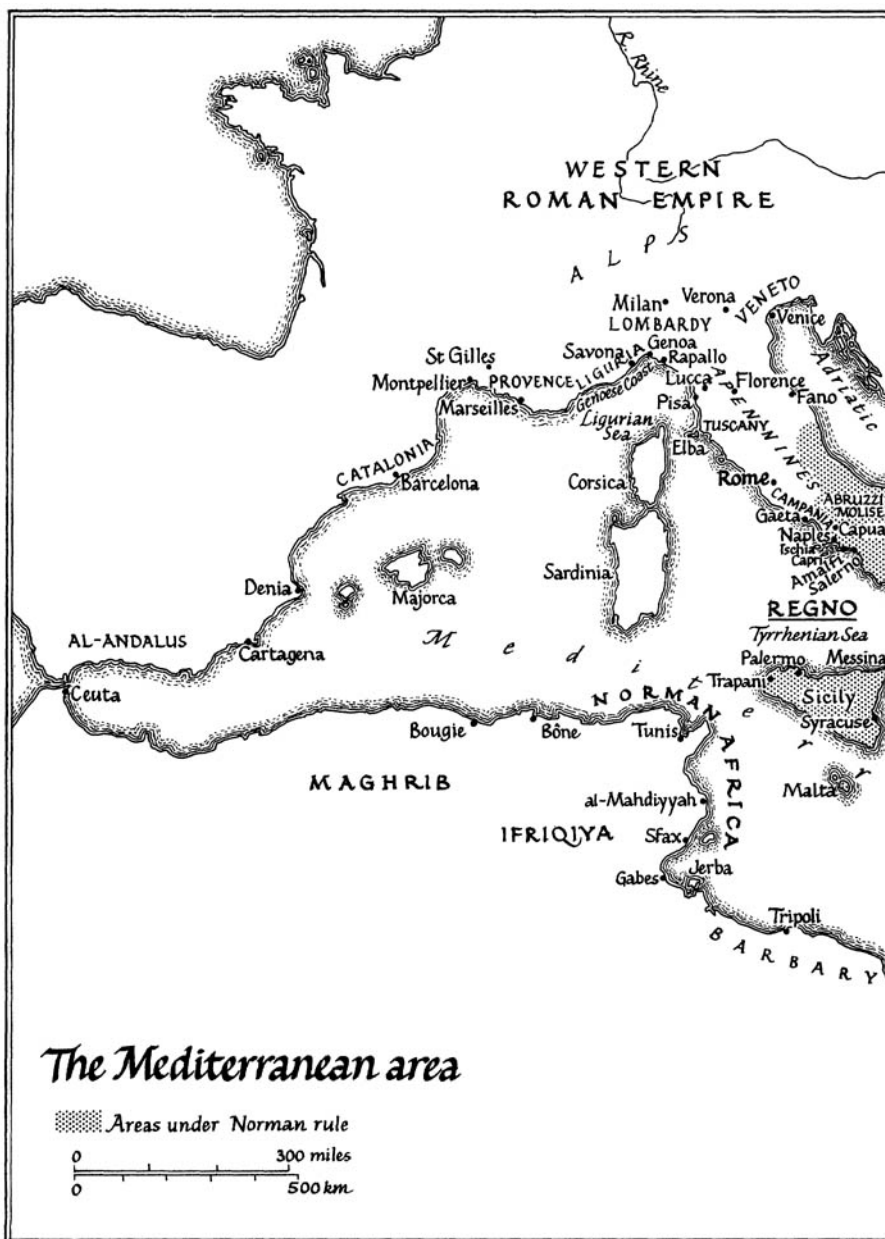 R. Rhine
WESTERN
ROMAN EMPIRE
ALPS
Milan
Verona
VENETO
Venice
LOMBARDY
Genoa
Savona
LIGURIA
Rapallo
Genoese Coast
St Gilles
Montpellier
PROVENCE
Marseilles
Lucca
APENNINES
Florence
Fano
Adriatic
Pisa
Ligurian
Sea
TUSCANY
Elba
CATALONIA
Barcelona
Corsica
Rome
CAMPANIA
ABRUZZI
MOLISE
Gaeta
Capua
Naples
Ischia
Capri
Amalfi
Salerno
Denia
Majorca
Sardinia
REGNO
Tyrrhenian Sea
AL-ANDALUS
Cartagena
Mediterr
Palermo
Messina
Trapani
Sicily
Syracuse
Ceuta
NORMAN AFRICA
Bougie
Bône
Tunis
MAGHRIB
Malta
al-Mahdiyyah
IFRIQIYA
Sfax
Jerba
Gabes
Tripoli
BARBARY
The Mediterranean area
Areas under Norman rule
0 300 miles
0 500 km